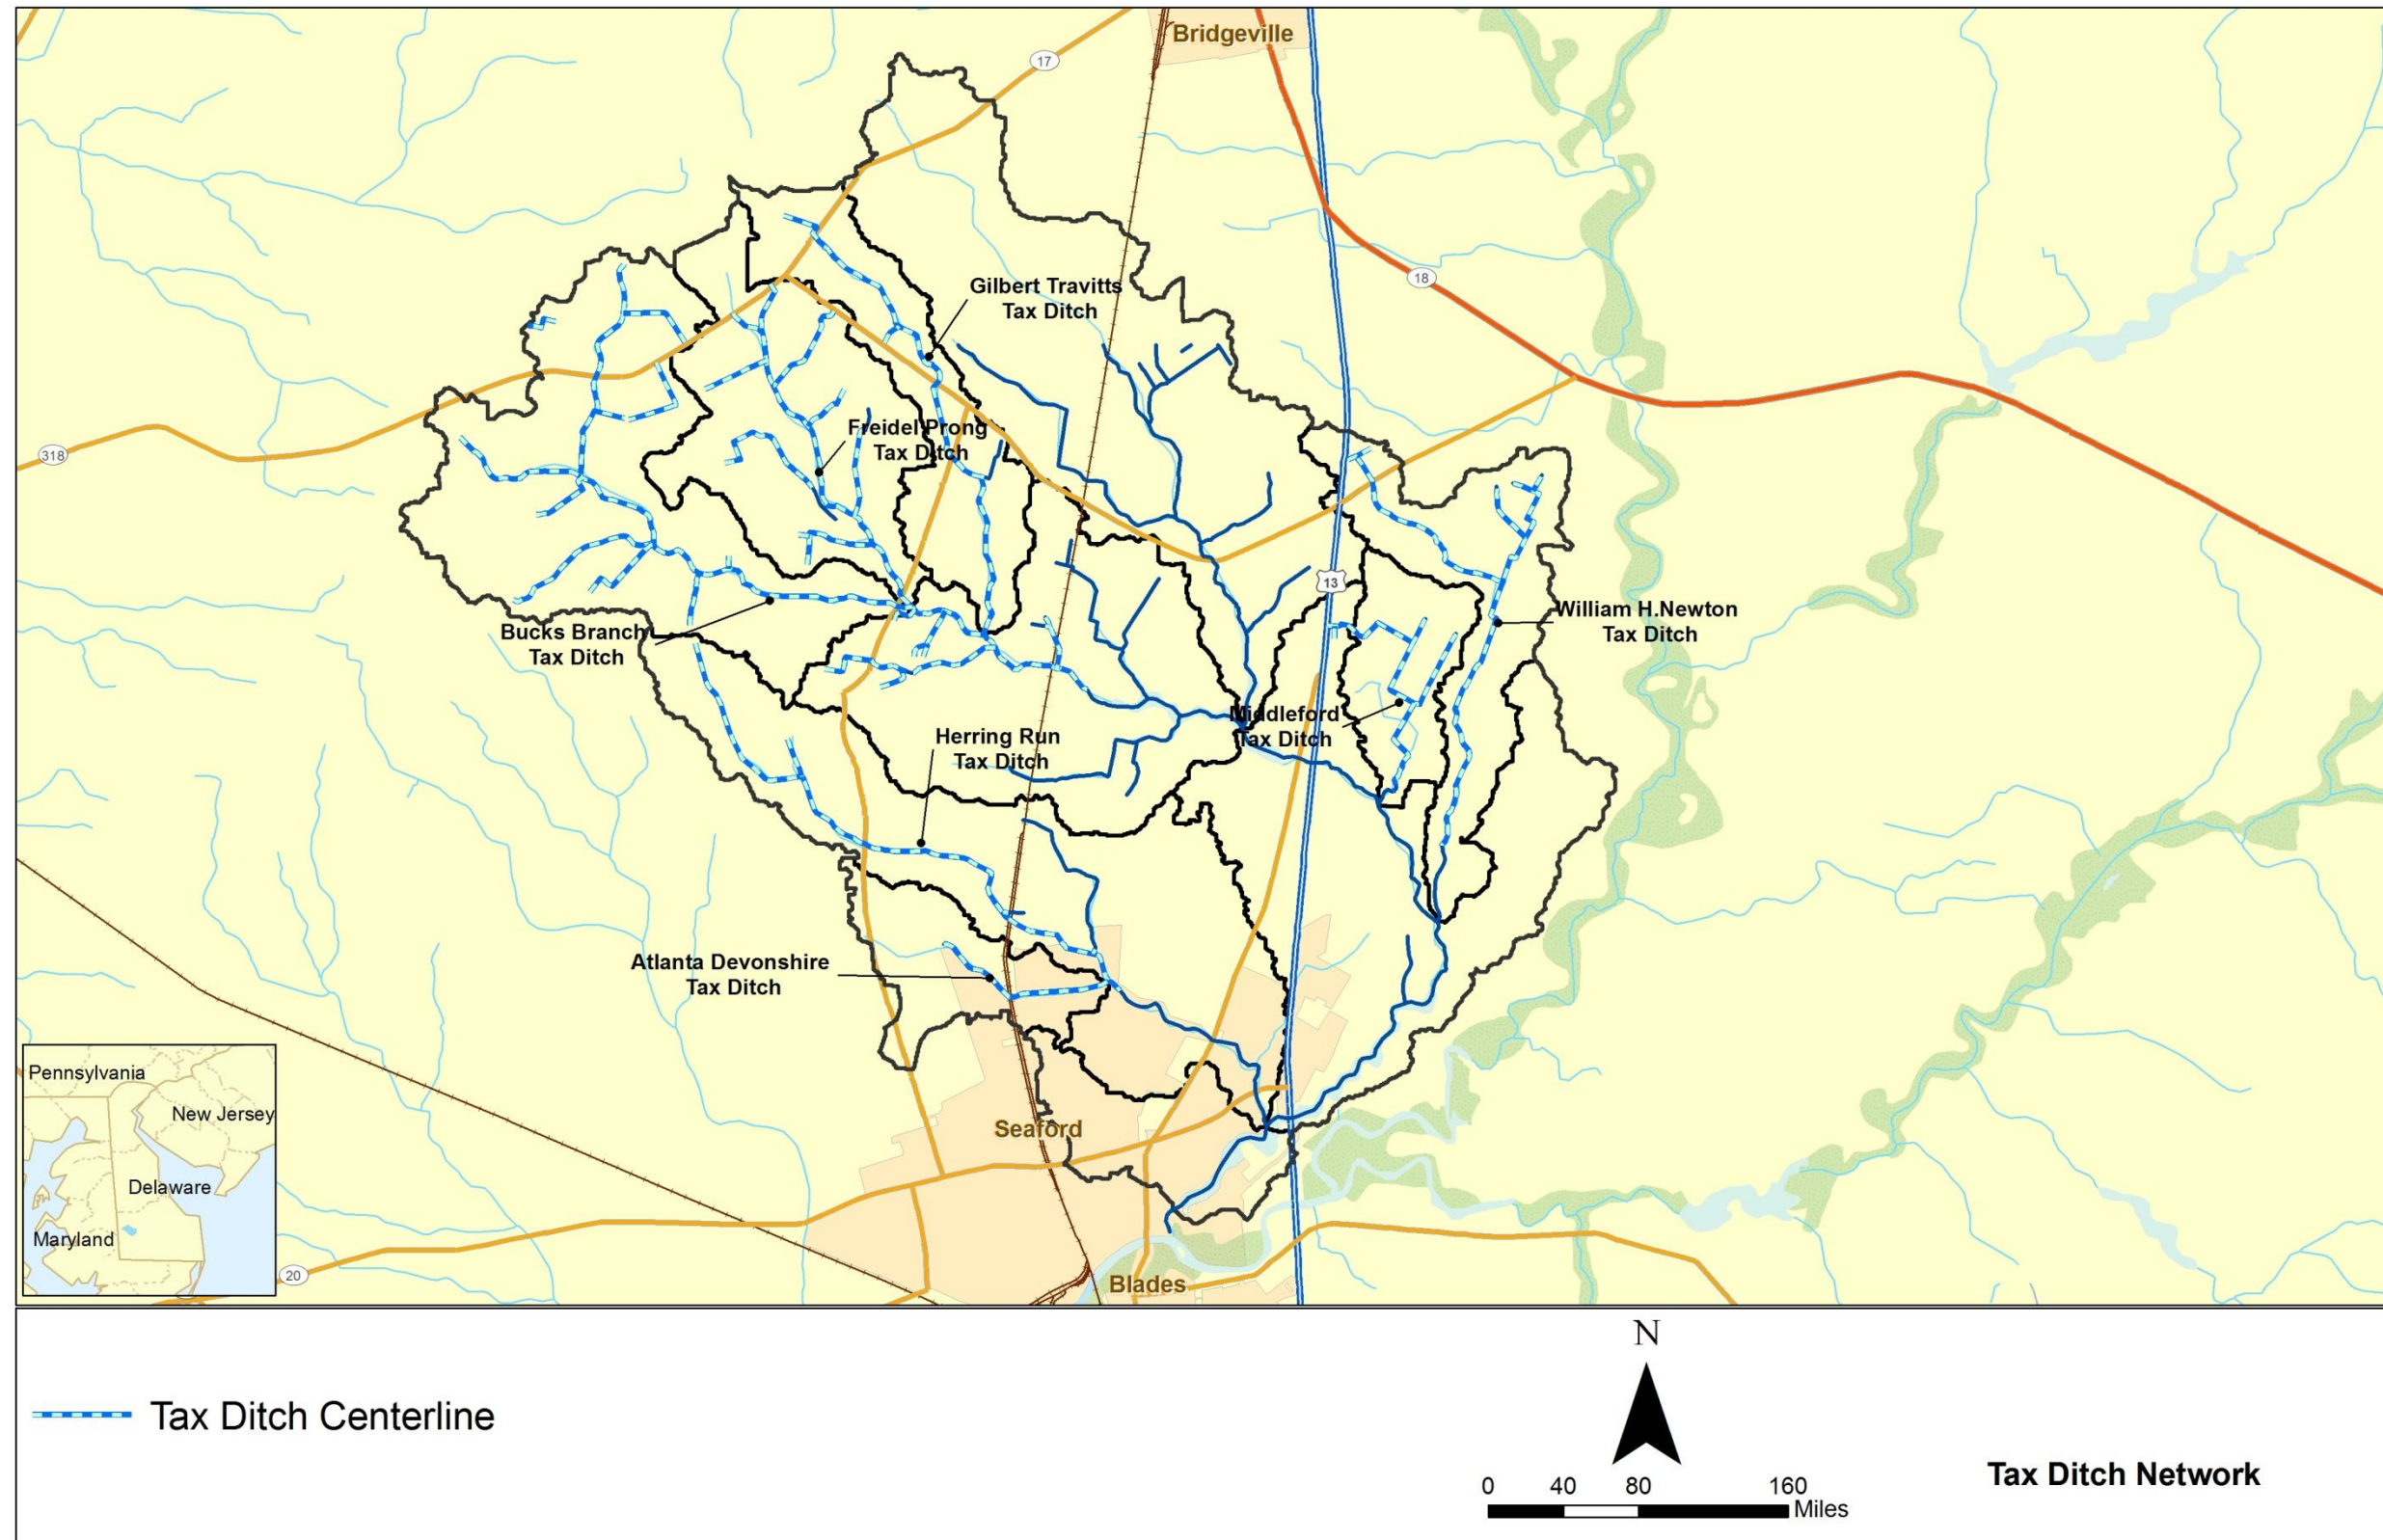 Bridgeville
17
Gilbert Travitts
Tax Ditch
18
Freidel Prong
Tax Ditch
318
13
William H.Newton
Tax Ditch
Bucks Branch
Tax Ditch
Middleford
Tax Ditch
Herring Run
Tax Ditch
Atlanta Devonshire
Tax Ditch
Pennsylvania
New Jersey
Delaware
Maryland
Seaford
20
Blades
N
Tax Ditch Centerline
0 40 80 160
Miles
Tax Ditch Network